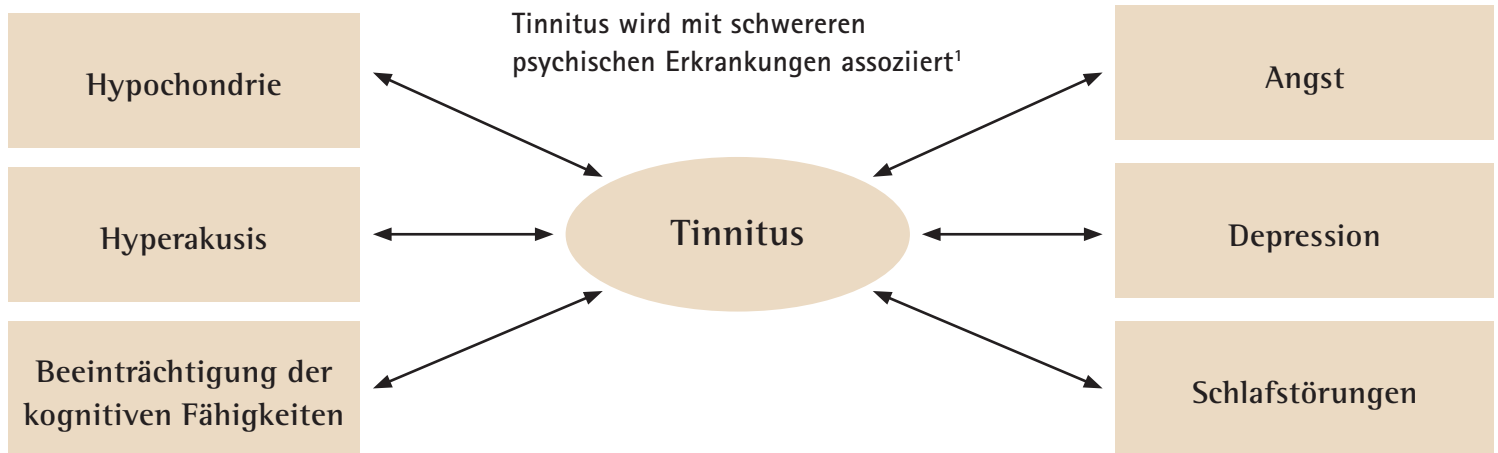 Tinnitus wird mit schwereren
psychischen Erkrankungen assoziiert¹
Hypochondrie
Angst
Hyperakusis
Tinnitus
Depression
Beeinträchtigung der
kognitiven Fähigkeiten
Schlafstörungen